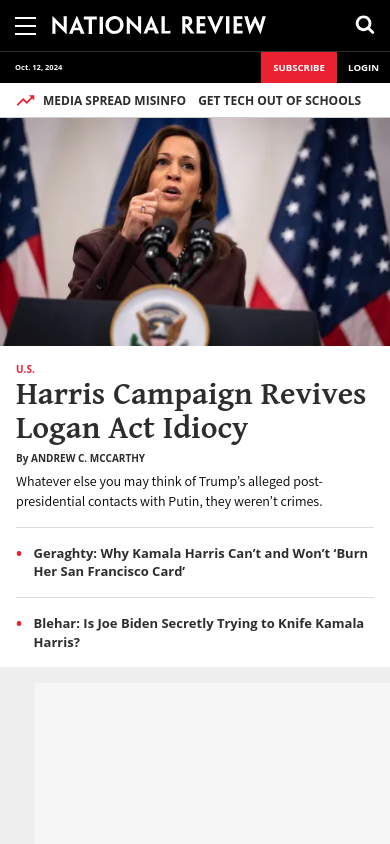 NATIONAL REVIEW
Oct. 12, 2024
SUBSCRIBE
LOGIN
MEDIA SPREAD MISINFO
GET TECH OUT OF SCHOOLS
U.S.
Harris Campaign Revives
Logan Act Idiocy
By ANDREW C. MCCARTHY
Whatever else you may think of Trump’s alleged post-
presidential contacts with Putin, they weren’t crimes.
• Geraghty: Why Kamala Harris Can’t and Won’t ‘Burn
Her San Francisco Card’
• Blehar: Is Joe Biden Secretly Trying to Knife Kamala
Harris?